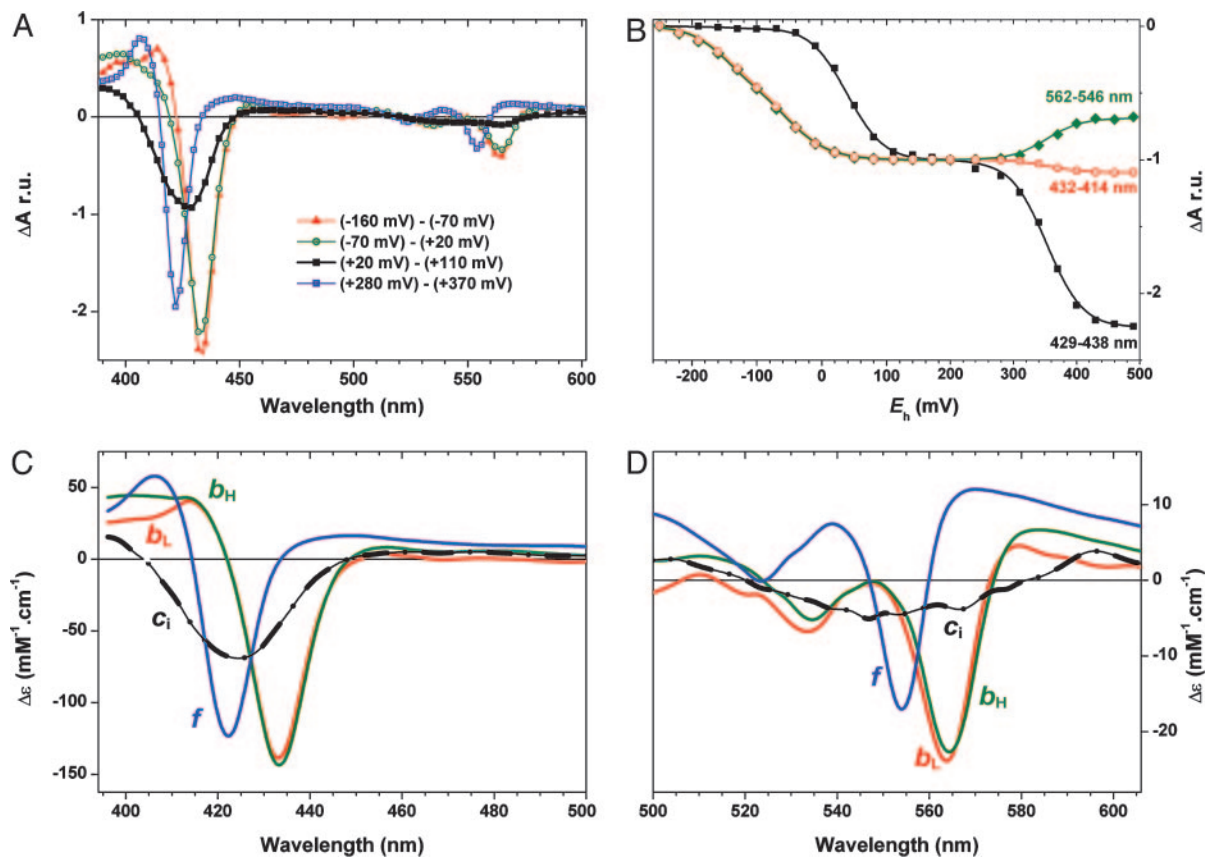 A
1
0
-1
-2
ΔA r.u.
(-160 mV) - (-70 mV)
(-70 mV) - (+20 mV)
(+20 mV) - (+110 mV)
(+280 mV) - (+370 mV)
400 450 500 550 600
Wavelength (nm)
B
562-546 nm
432-414 nm
429-438 nm
0
-1
-2
ΔA r.u.
-200 -100 0 100 200 300 400 500
Eh (mV)
C
50
0
-50
-100
-150
Δε (mM-1.cm-1)
bH
bL
ci
f
400 420 440 460 480 500
Wavelength (nm)
D
ci
f
bH
bL
10
0
-10
-20
Δε (mM-1.cm-1)
500 520 540 560 580 600
Wavelength (nm)